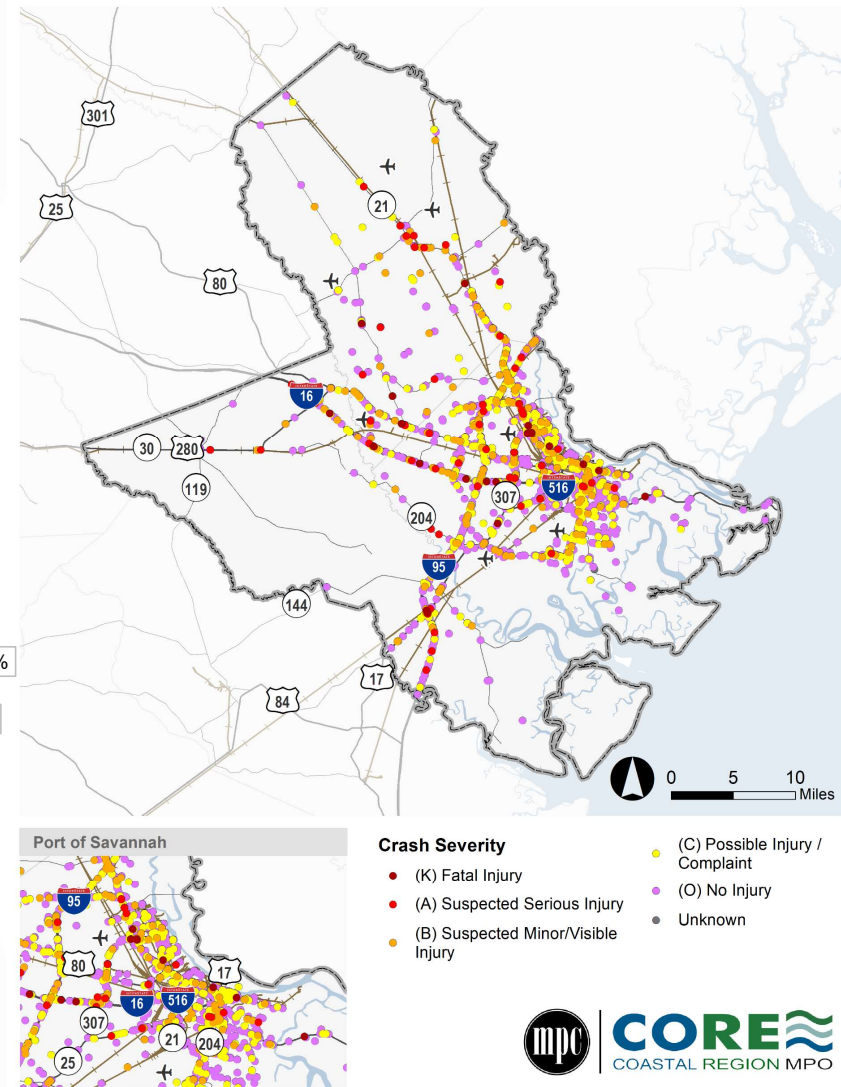 301
25
21
80
16
30
280
119
307
516
204
95
144
17
84
%
0 5 10
Miles
Port of Savannah
95
80
17
16
516
307
21
204
25
Crash Severity
(K) Fatal Injury
(A) Suspected Serious Injury
(B) Suspected Minor/Visible
Injury
(C) Possible Injury /
Complaint
(O) No Injury
Unknown
mpc
CORE
COASTAL REGION MPO